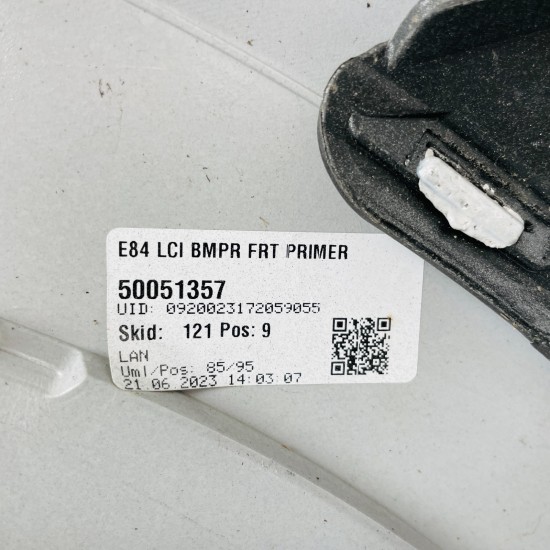 E84 LCI BMPR FRT PRIMER
50051357
UID: 0920023172059055
Skid: 121 Pos: 9
LAN
Uml/Pos: 85/95
21.06.2023 14:03:07